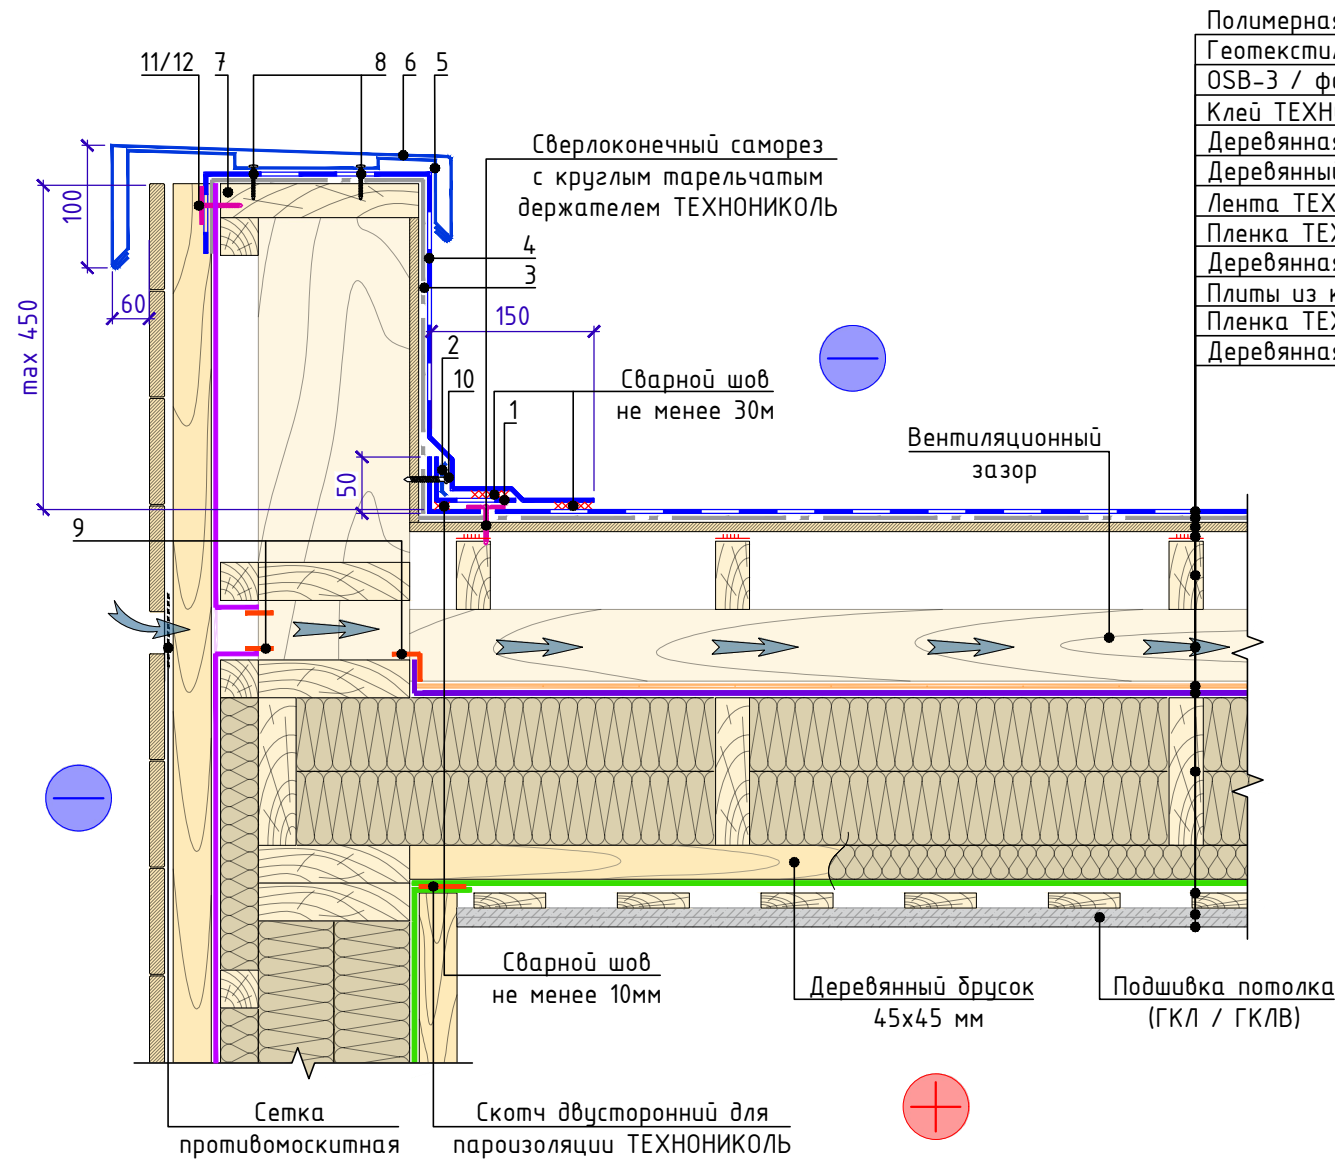 Полимерная
Геотекстил
OSB-3 / фа
Клей ТЕХН
Деревянная
Деревянный
Лента ТЕХ
Пленка ТЕХ
Деревянная
Плиты из к
Пленка ТЕХ
Деревянная
11/12 7 8 6 5
Сверлоконечный саморез
с круглым тарельчатым
держателем ТЕХНОНИКОЛЬ
100
4
3
60
max 450
150
2
10
1
Сварной шов
не менее 30м
Вентиляционный
зазор
50
9
Сварной шов
не менее 10мм
Деревянный брусок
45х45 мм
Подшивка потолка
(ГКЛ / ГКЛВ)
Сетка
противомоскитная
Скотч двусторонний для
пароизоляции ТЕХНОНИКОЛЬ